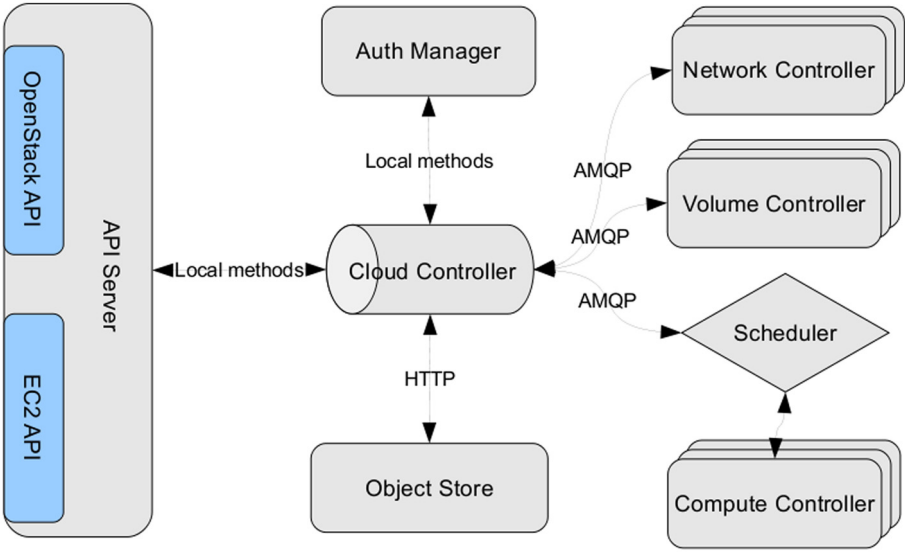 OpenStack API
EC2 API
API Server
Auth Manager
Local methods
Local methods
Cloud Controller
HTTP
Object Store
AMQP
AMQP
AMQP
Network Controller
Volume Controller
Scheduler
Compute Controller